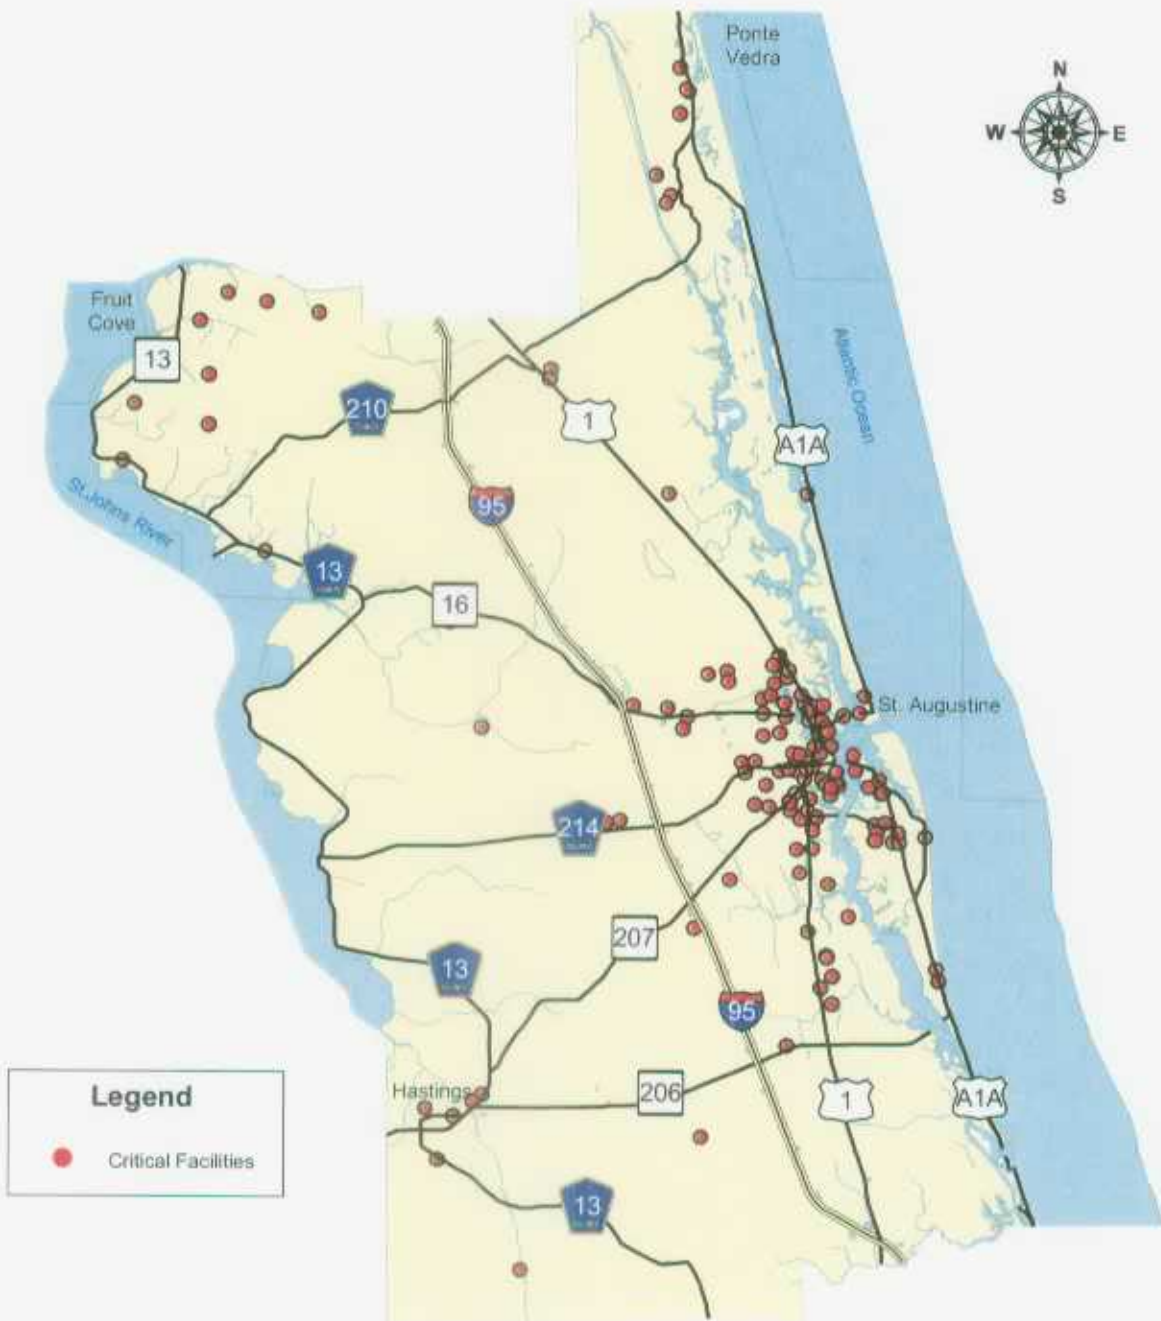 Ponte
Vedra
N
W
E
S
Fruit
Cove
13
210
1
A1A
Atlantic Ocean
95
St.Johns River
13
16
St. Augustine
214
207
13
95
Hastings
206
1
A1A
13
Legend
Critical Facilities